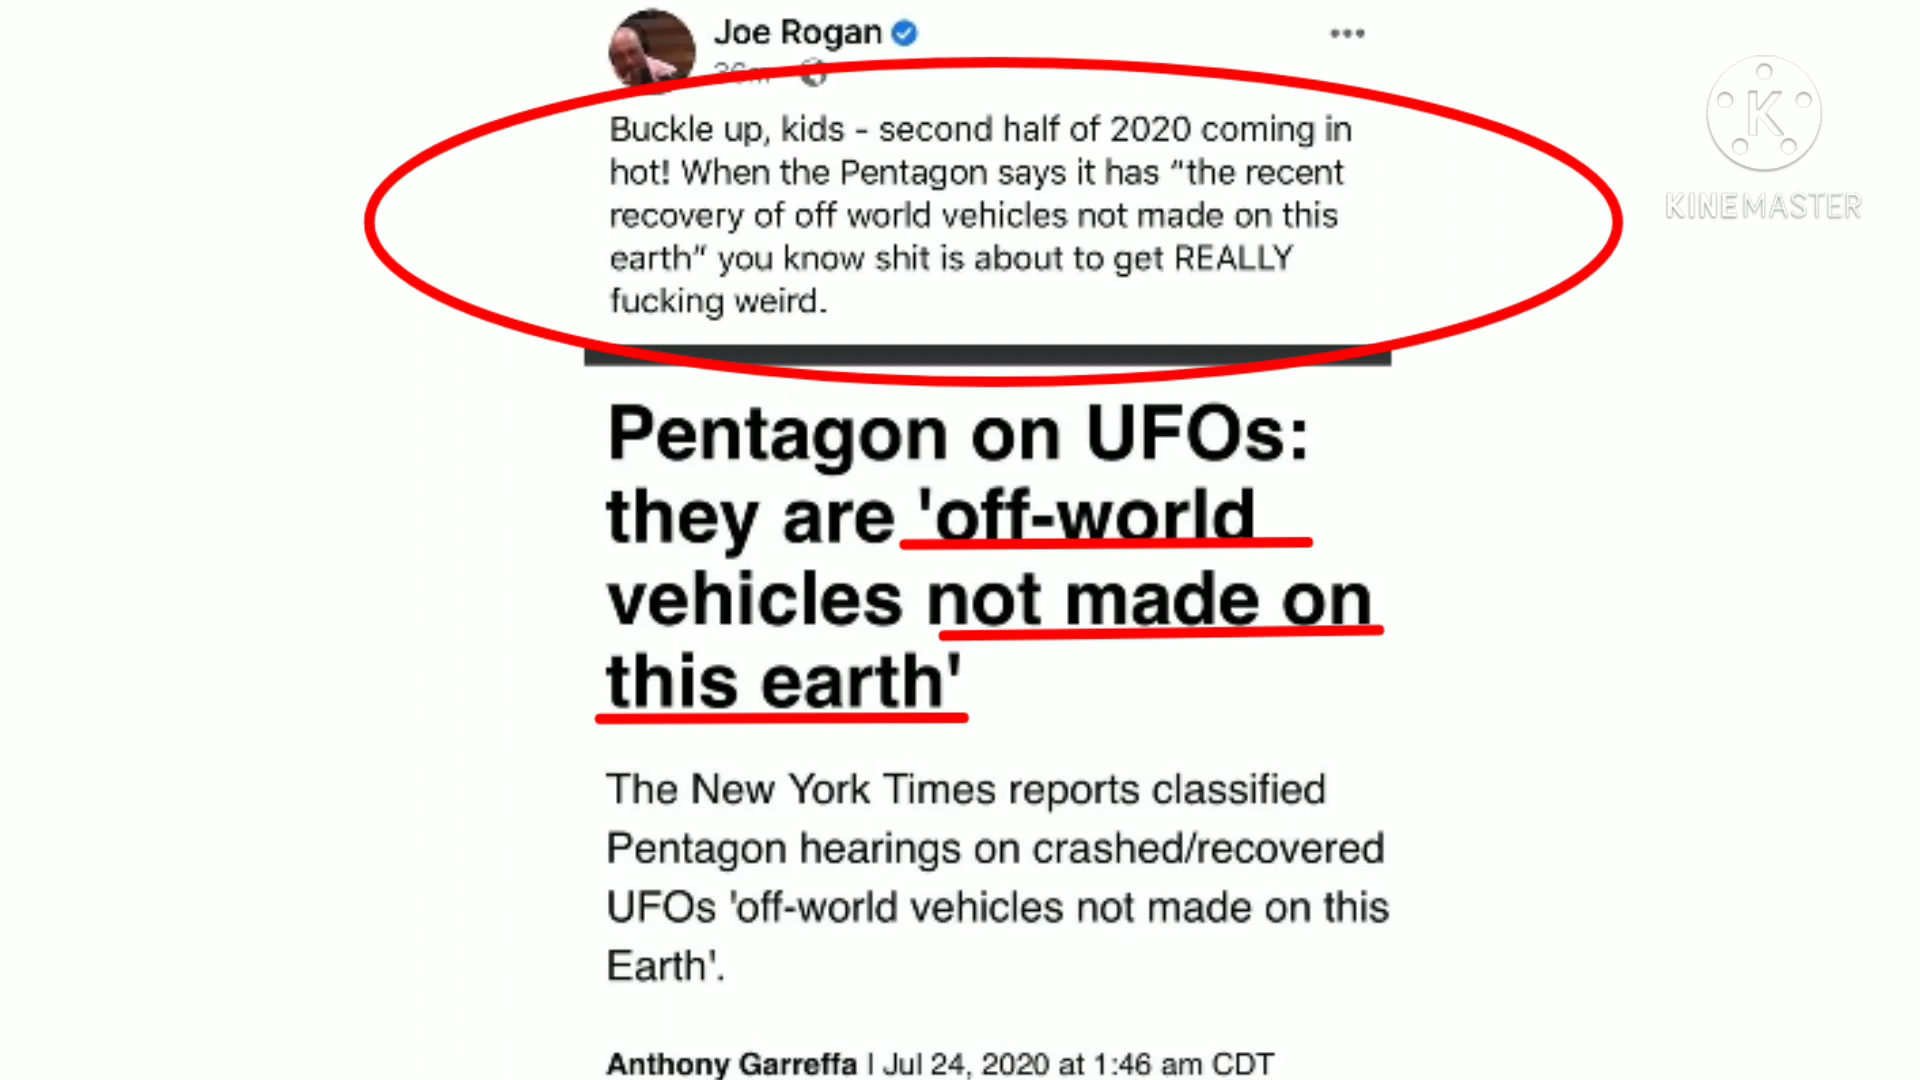 Joe Rogan
36m
Buckle up, kids - second half of 2020 coming in
hot! When the Pentagon says it has "the recent
recovery of off world vehicles not made on this
earth" you know shit is about to get REALLY
fucking weird.
KINEMASTER
Pentagon on UFOs:
they are 'off-world
vehicles not made on
this earth'
The New York Times reports classified
Pentagon hearings on crashed/recovered
UFOs 'off-world vehicles not made on this
Earth'.
Anthony Garreffa | Jul 24, 2020 at 1:46 am CDT